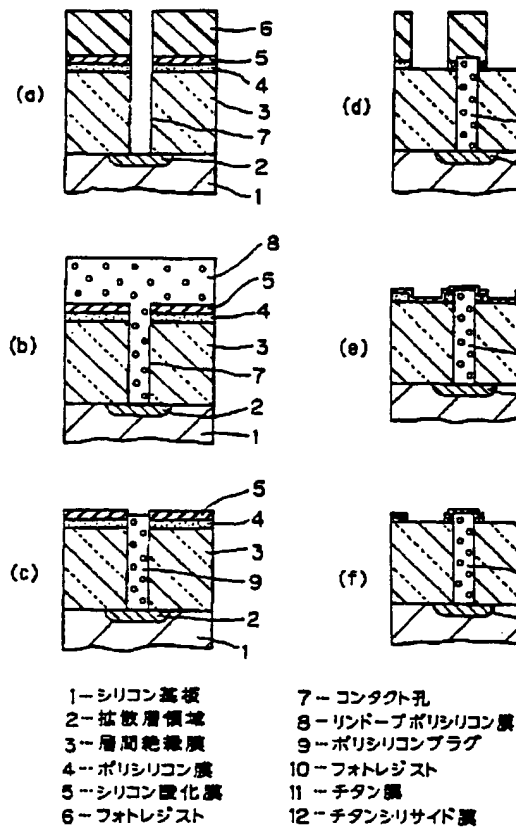 (a)
6
5
4
3
7
2
1
(b)
8
5
4
3
7
2
1
(c)
5
4
3
9
2
1
(d)
(e)
(f)
1--シリコン基板
2--拡散層領域
3--層間絶縁膜
4--ポリシリコン膜
5--シリコン酸化膜
6--フォトレジスト
7--コンタクト孔
8--リンドープポリシリコン膜
9--ポリシリコンプラグ
10--フォトレジスト
11--チタン膜
12--チタンシリサイド膜